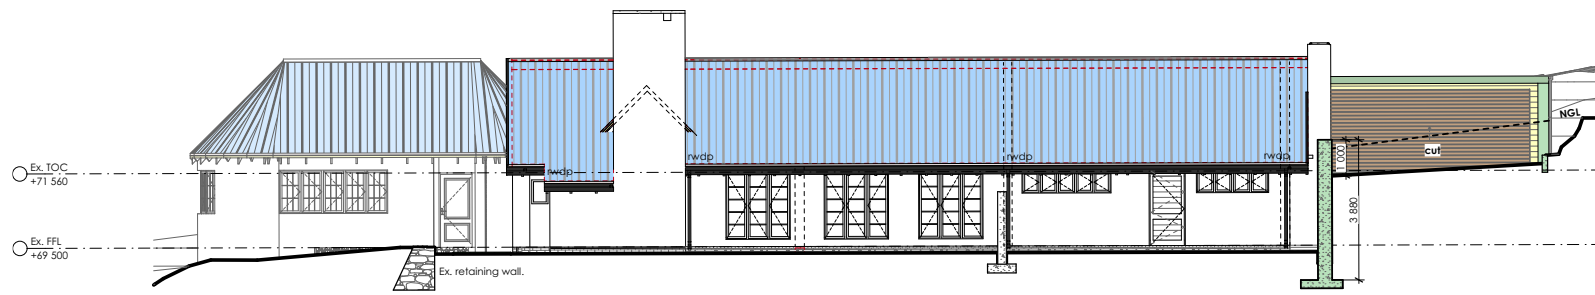 NGL
rwdp
rwdp
rwdp
cut
1 000
Ex. TOC
rwdp
+71 560
3 880
Ex. FFL
+69 500
Ex. retaining wall.